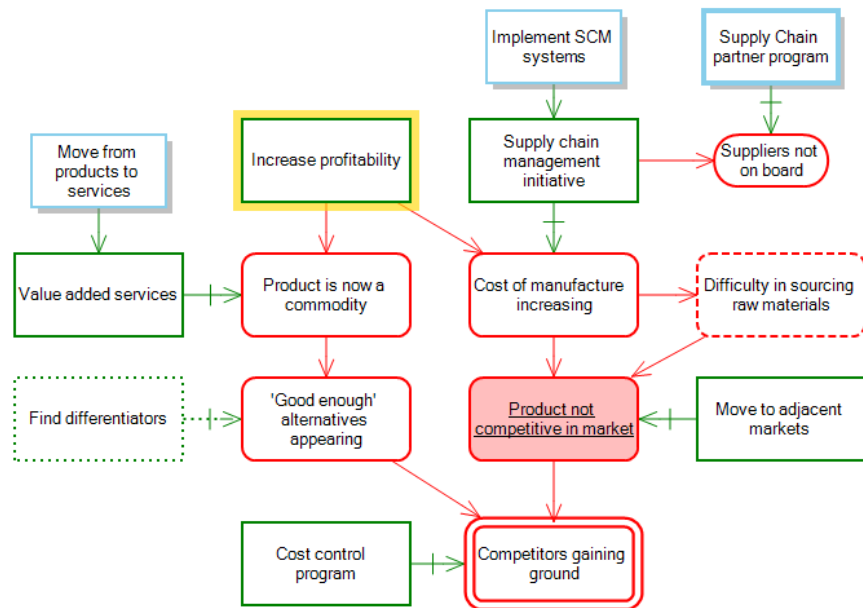 Implement SCM
systems
Supply Chain
partner program
Move from
products to
services
Increase profitability
Supply chain
management
initiative
Suppliers not
on board
Value added services
Product is now a
commodity
Cost of manufacture
increasing
Difficulty in sourcing
raw materials
Find differentiators
'Good enough'
alternatives
appearing
Product not
competitive in market
Move to adjacent
markets
Cost control
program
Competitors gaining
ground